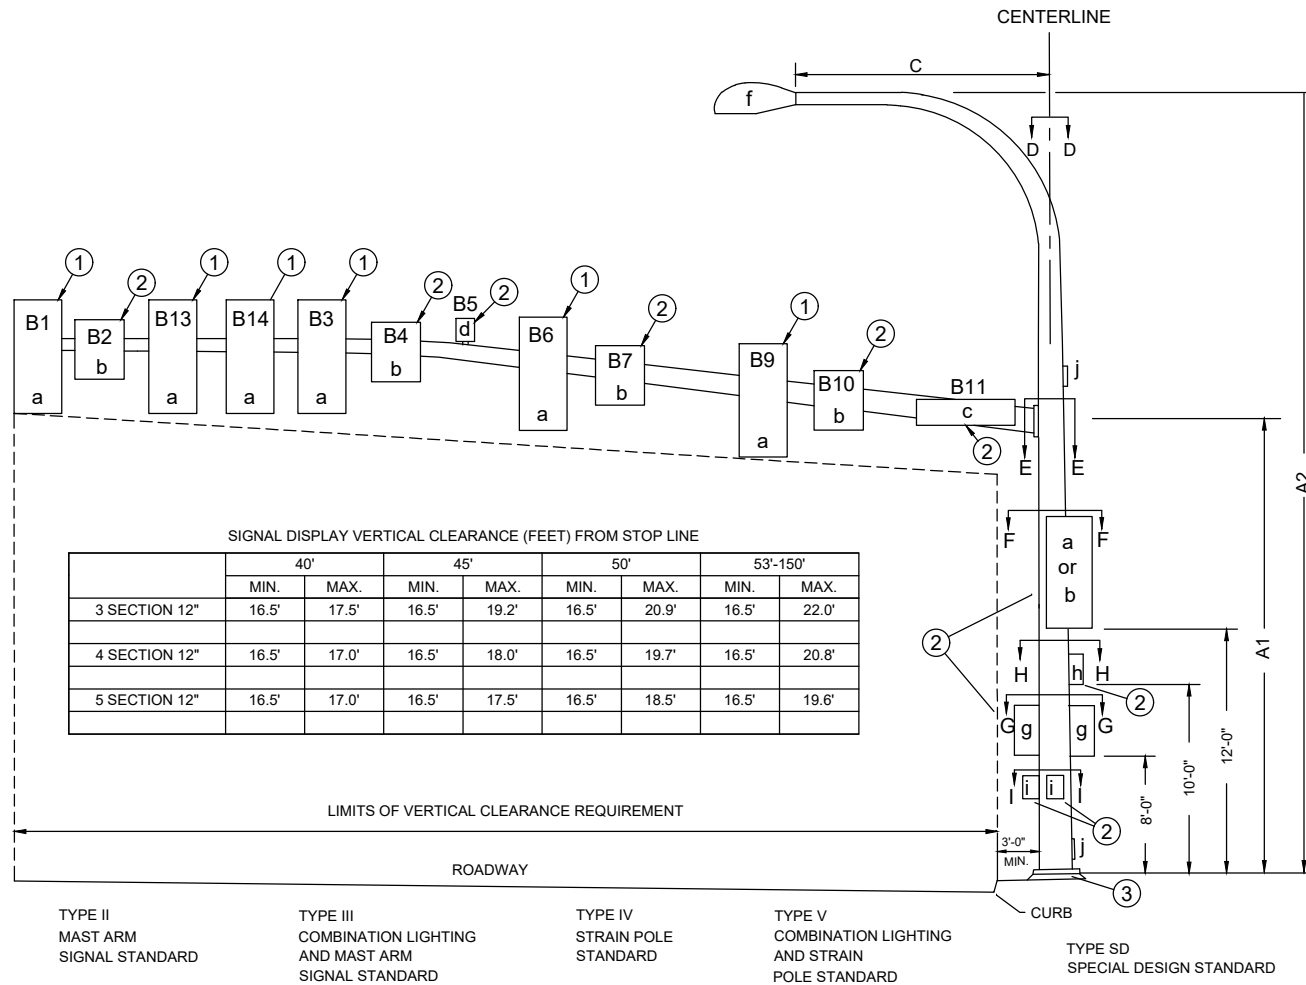 CENTERLINE
C
f
D D
1 1 1 1 1 1
2 2 2 2 2
B1 B2 B13 B14 B3 B4 B5 B6 B7 B9 B10 B11
a b a a a b d a b a b c
2
j
E E
A2
A1
F F
a
or
b
2
H H
h
2
G G
g g
I I
i i
2
j
12'-0"
10'-0"
8'-0"
SIGNAL DISPLAY VERTICAL CLEARANCE (FEET) FROM STOP LINE
40' 45' 50' 53'-150'
MIN. MAX. MIN. MAX. MIN. MAX. MIN. MAX.
3 SECTION 12" 16.5' 17.5' 16.5' 19.2' 16.5' 20.9' 16.5' 22.0'
4 SECTION 12" 16.5' 17.0' 16.5' 18.0' 16.5' 19.7' 16.5' 20.8'
5 SECTION 12" 16.5' 17.0' 16.5' 17.5' 16.5' 18.5' 16.5' 19.6'
LIMITS OF VERTICAL CLEARANCE REQUIREMENT
3'-0"
MIN.
ROADWAY
3
CURB
TYPE II
MAST ARM
SIGNAL STANDARD
TYPE III
COMBINATION LIGHTING
AND MAST ARM
SIGNAL STANDARD
TYPE IV
STRAIN POLE
STANDARD
TYPE V
COMBINATION LIGHTING
AND STRAIN
POLE STANDARD
TYPE SD
SPECIAL DESIGN STANDARD